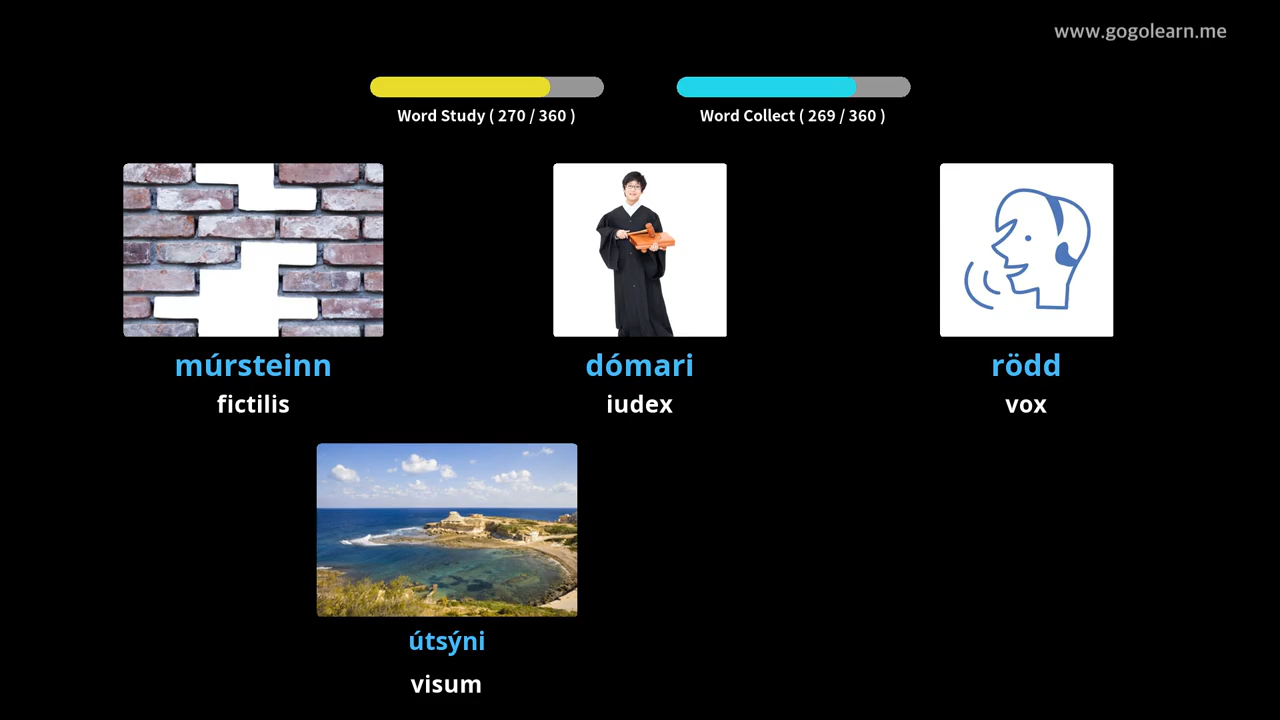 www.gogolearn.me
Word Study ( 270 / 360 )
Word Collect ( 269 / 360 )
múrsteinn
fictilis
dómari
iudex
rödd
vox
útsýni
visum